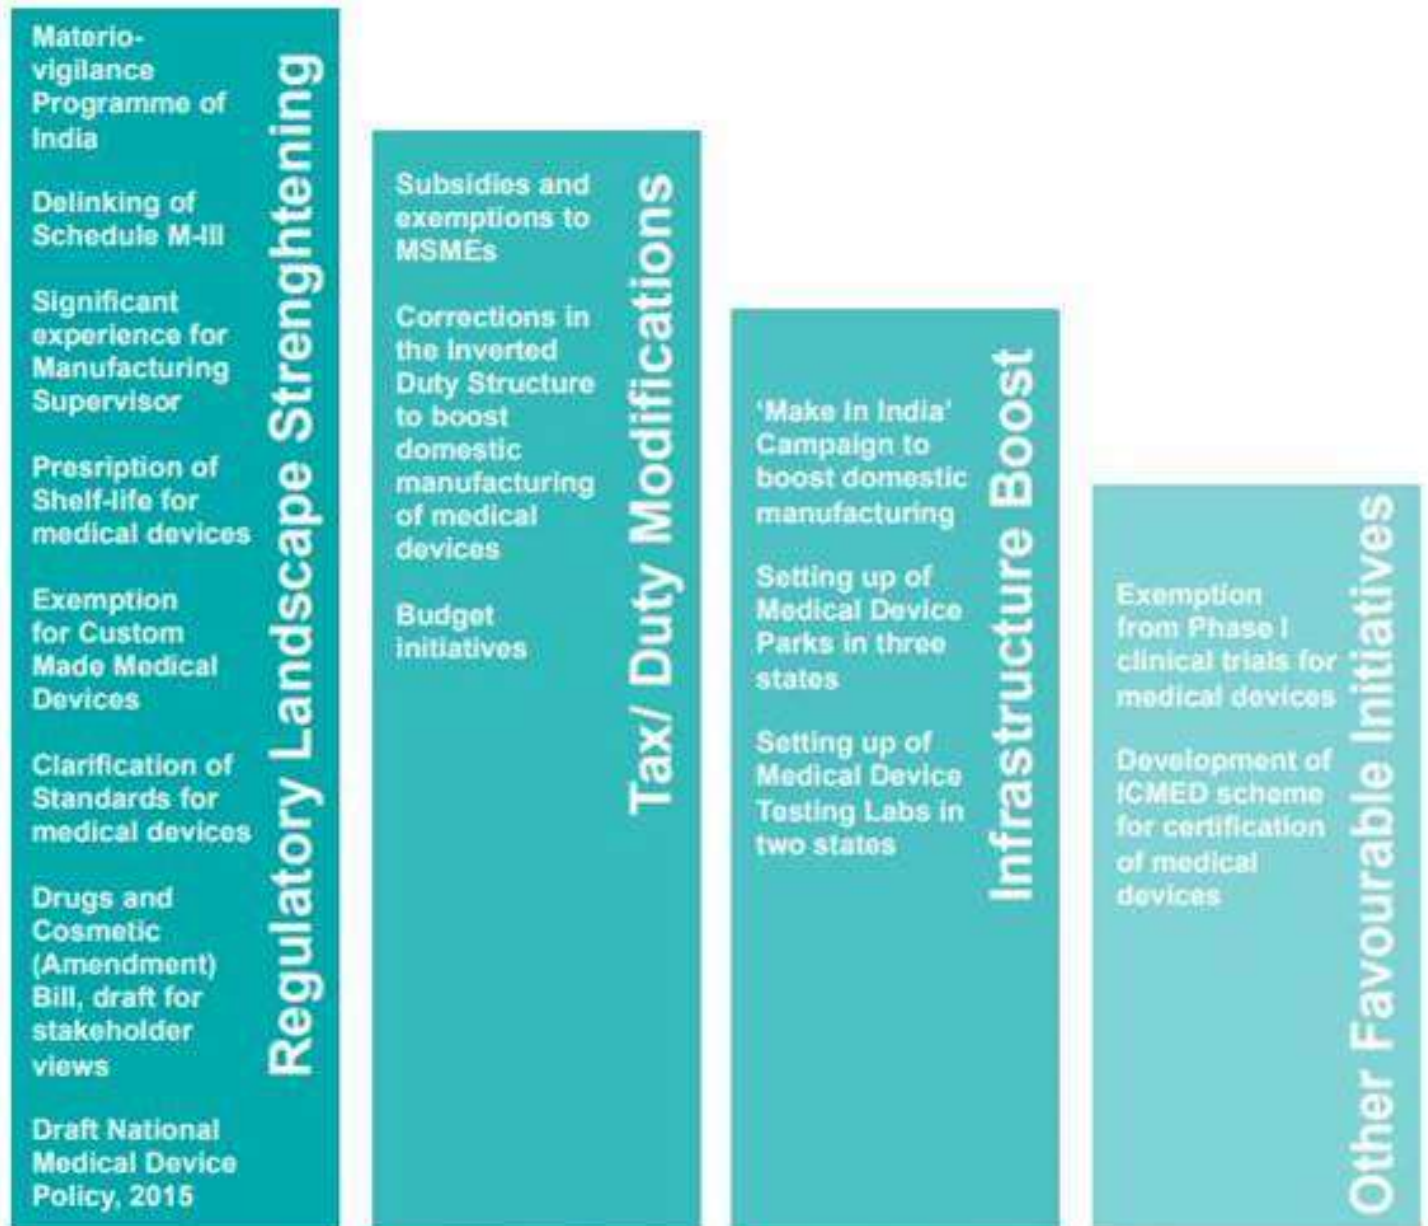 Materio-
vigilance
Programme of
India
Delinking of
Schedule M-III
Significant
experience for
Manufacturing
Supervisor
Presription of
Shelf-life for
medical devices
Exemption
for Custom
Made Medical
Devices
Clarification of
Standards for
medical devices
Drugs and
Cosmetic
(Amendment)
Bill, draft for
stakeholder
views
Draft National
Medical Device
Policy, 2015
Regulatory Landscape Strenghtening
Subsidies and
exemptions to
MSMEs
Corrections in
the Inverted
Duty Structure
to boost
domestic
manufacturing
of medical
devices
Budget
initiatives
Tax/ Duty Modifications
'Make In India'
Campaign to
boost domestic
manufacturing
Setting up of
Medical Device
Parks in three
states
Setting up of
Medical Device
Testing Labs in
two states
Infrastructure Boost
Exemption
from Phase I
clinical trials for
medical devices
Development of
ICMED scheme
for certification
of medical
devices
Other Favourable Initiatives